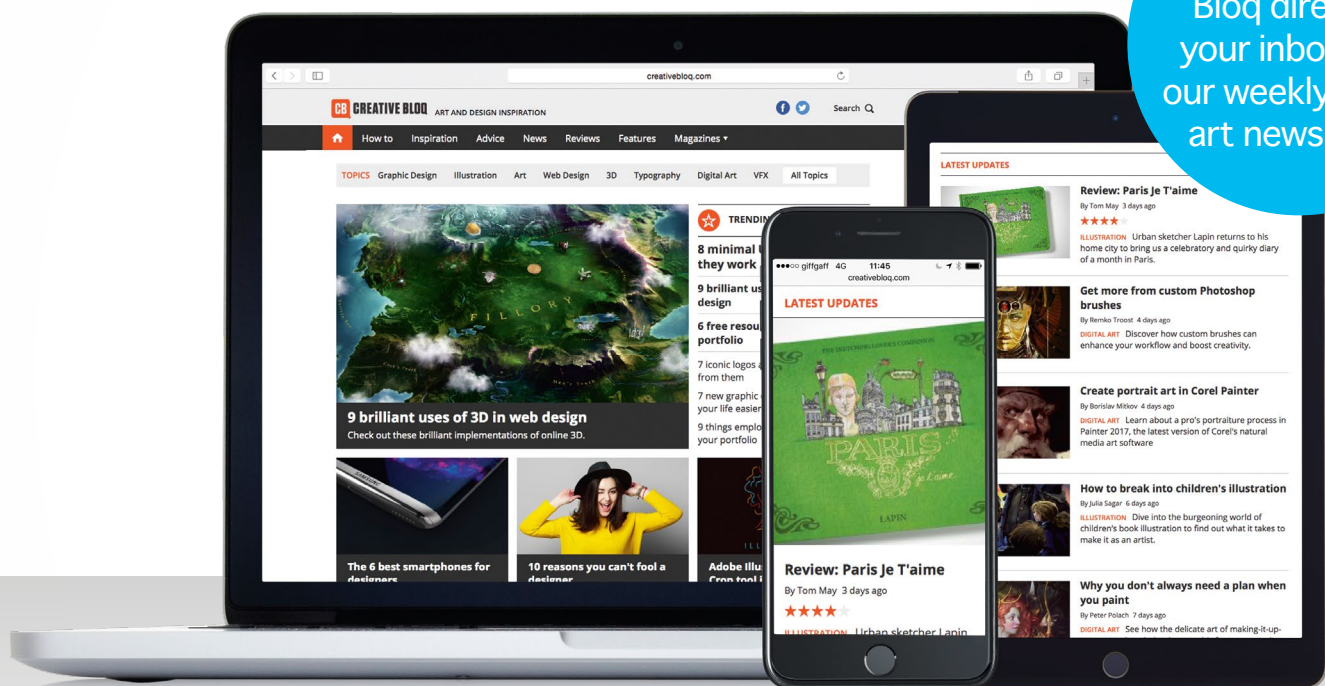 Bloq dire
your inbo
our weekly
art news
creativebloq.com
CB CREATIVE BLOQ ART AND DESIGN INSPIRATION
Search
How to Inspiration Advice News Reviews Features Magazines
TOPICS Graphic Design Illustration Art Web Design 3D Typography Digital Art VFX All Topics
FILLORY
9 brilliant uses of 3D in web design
Check out these brilliant implementations of online 3D.
TRENDIN
8 minimal
they work
9 brilliant us
design
6 free resou
portfolio
7 iconic logos
from them
7 new graphic
your life easier
9 things emplo
your portfolio
SAMSUNG
The 6 best smartphones for
designers
10 reasons you can't fool a
designer
ILL
Adobe Illu
Crop tool i
giffgaff 4G 11:45
creativebloq.com
LATEST UPDATES
THE SKETCHING LOVER'S COMPANION
PARIS
je t'aime
LAPIN
Review: Paris Je T'aime
By Tom May 3 days ago
ILLUSTRATION Urban sketcher Lapin
LATEST UPDATES
Review: Paris Je T'aime
By Tom May 3 days ago
ILLUSTRATION Urban sketcher Lapin returns to his
home city to bring us a celebratory and quirky diary
of a month in Paris.
Get more from custom Photoshop
brushes
By Remko Troost 4 days ago
DIGITAL ART Discover how custom brushes can
enhance your workflow and boost creativity.
Create portrait art in Corel Painter
By Borislav Mitkov 4 days ago
DIGITAL ART Learn about a pro's portraiture process in
Painter 2017, the latest version of Corel's natural
media art software
How to break into children's illustration
By Julia Sagar 6 days ago
ILLUSTRATION Dive into the burgeoning world of
children's book illustration to find out what it takes to
make it as an artist.
Why you don't always need a plan when
you paint
By Peter Polach 7 days ago
DIGITAL ART See how the delicate art of making-it-up-